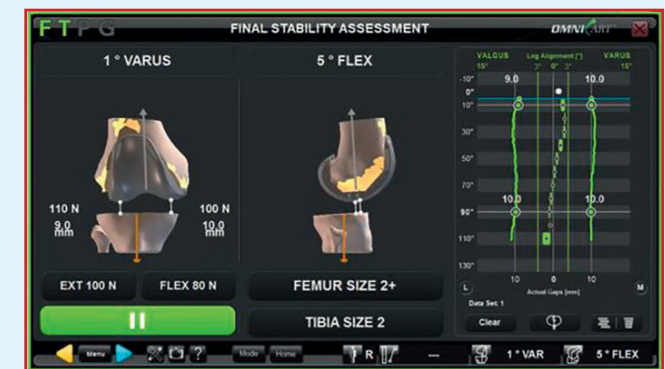 F T P G
FINAL STABILITY ASSESSMENT
OMNI
1 ° VARUS
5 ° FLEX
110 N
9.0
mm
100 N
10.0
mm
EXT 100 N
FLEX 80 N
FEMUR SIZE 2+
TIBIA SIZE 2
VALGUS Leg Alignment [°] VARUS
15° 3° 0° 3° 15°
-10° 9.0 10.0
0°
10°
30°
50°
70°
10.0 10.0
90°
110°
130°
10 0 10
L Actual Gaps [mm] M
Data Set: 1
Clear
Menu ? Mode Home R --- 1 ° VAR 5 ° FLEX